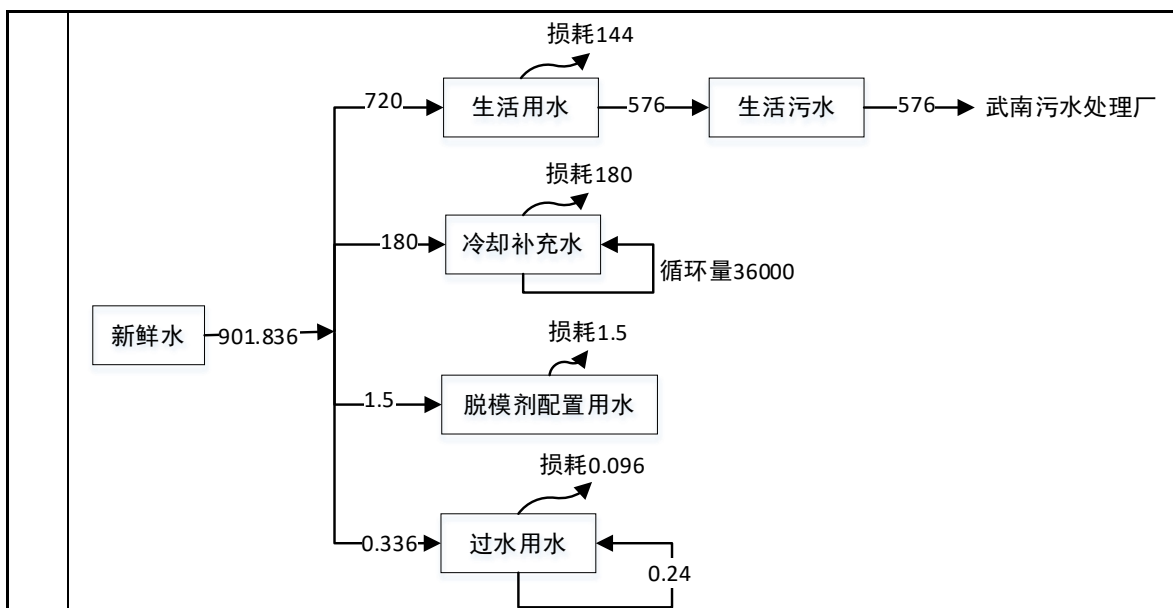 损耗144
720
生活用水
576
生活污水
576
武南污水处理厂
损耗180
180
冷却补充水
循环量36000
新鲜水
901.836
损耗1.5
1.5
脱模剂配置用水
损耗0.096
0.336
过水用水
0.24